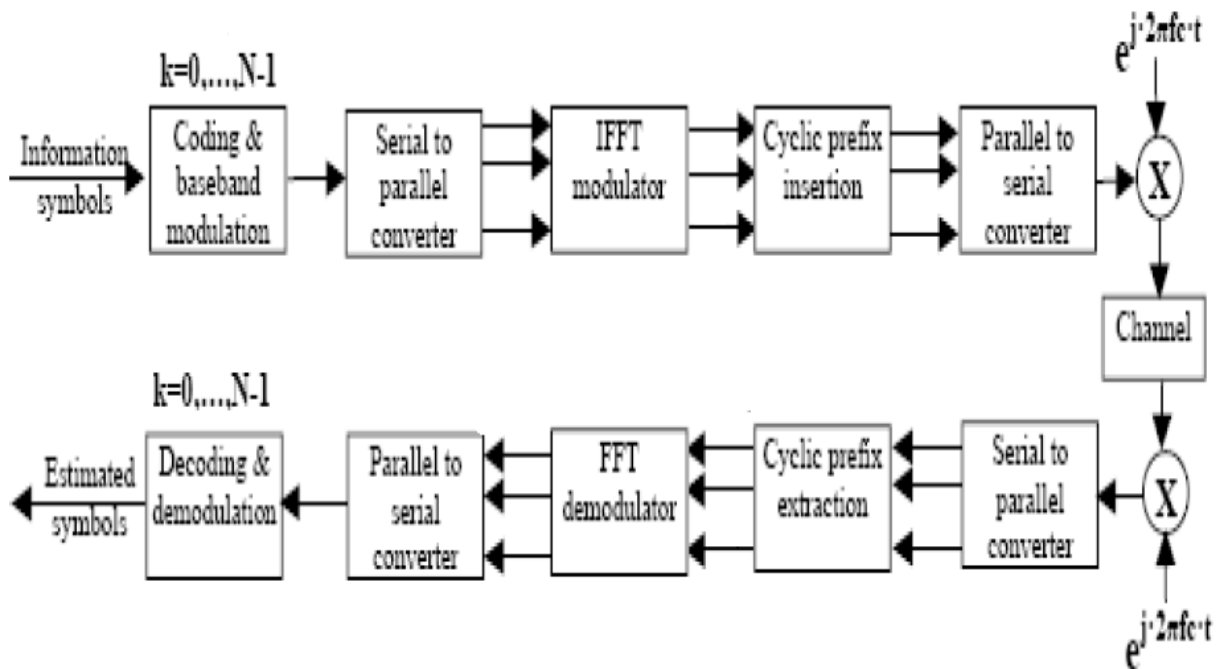 k=0,...,N-1
e^j·2πfc·t
Information
symbols
Coding &
baseband
modulation
Serial to
parallel
converter
IFFT
modulator
Cyclic prefix
insertion
Parallel to
serial
converter
X
Channel
k=0,...,N-1
Estimated
symbols
Decoding &
demodulation
Parallel to
serial
converter
FFT
demodulator
Cyclic prefix
extraction
Serial to
parallel
converter
X
e^j·2πfc·t